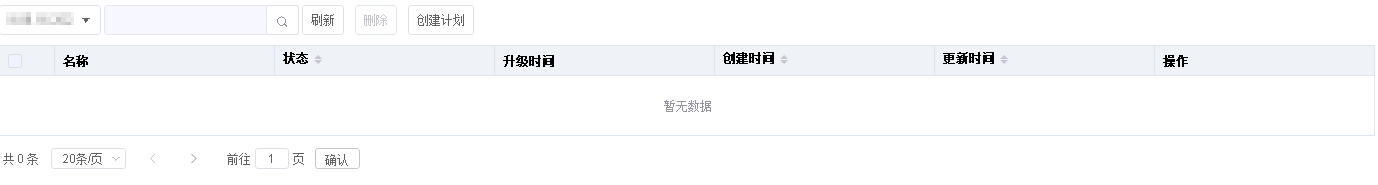 刷新 删除 创建计划
名称 状态 升级时间 创建时间 更新时间 操作
暂无数据
共 0 条 20条/页 前往 1 页 确认